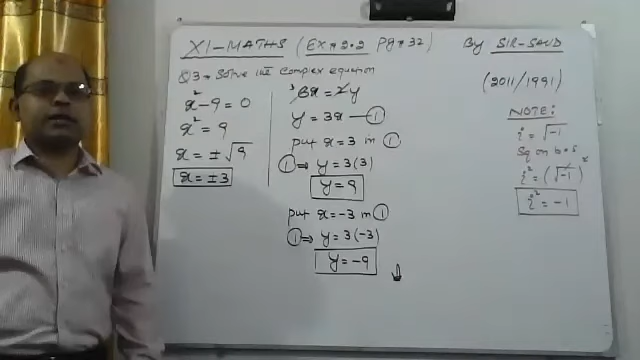 XI-MATHS (EX # 2.2 Pg # 32) By SIR-SAUD
Q3 = Solve the Complex equation
(2011/1991)
x² - 9 = 0
x² = 9
x = ± √9
x = ± 3
³6x = 2y
y = 3x — ①
put x = 3 in ①
① ⇒ y = 3(3)
y = 9
put x = -3 in ①
① ⇒ y = 3(-3)
y = -9
NOTE:
i = √-1
Sq on b.s
i² = (√-1)²
i² = -1